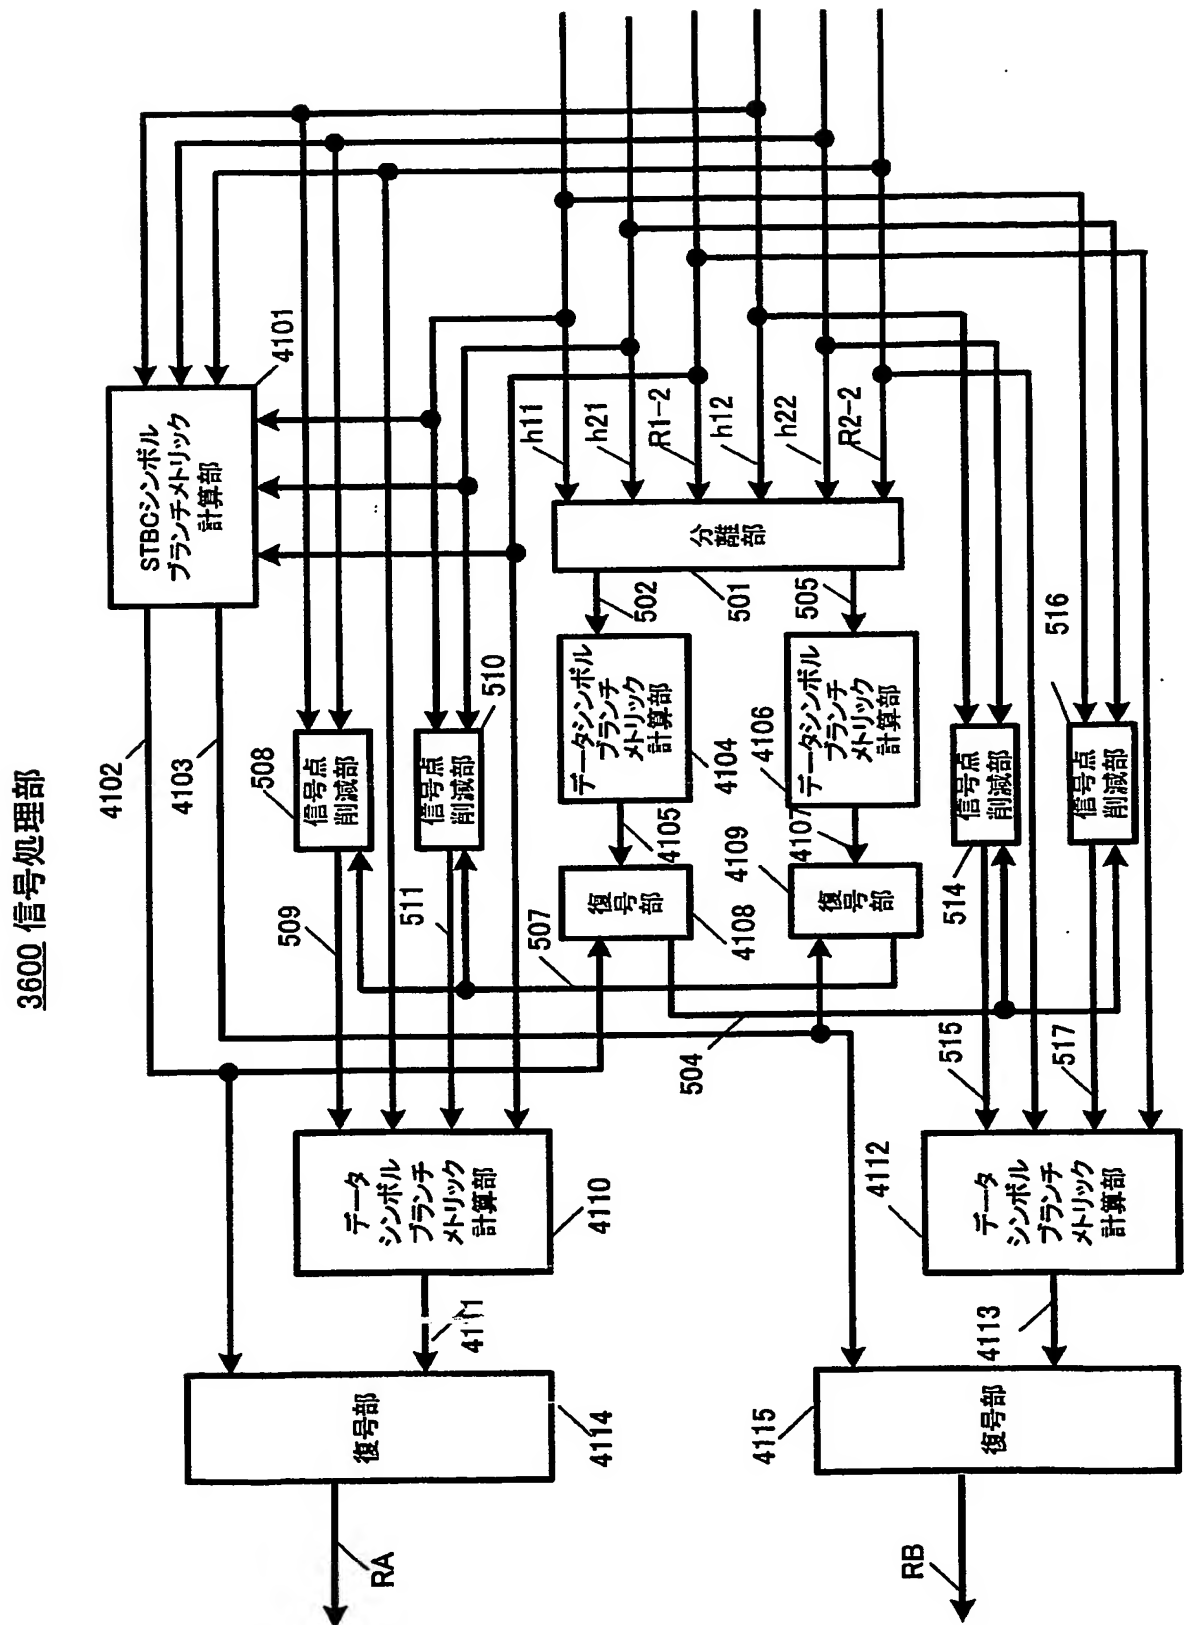 3600 信号処理部
4101
STBCシンボル
ブランチメトリック
計算部
4102
4103
508
信号点
削減部
509
510
信号点
削減部
511
h11
h21
R1-2
h12
h22
R2-2
分離部
501
502
505
データシンボル
ブランチ
メトリック
計算部
4104
4105
データシンボル
ブランチ
メトリック
計算部
4106
4107
復号部
4108
復号部
4109
507
504
信号点
削減部
514
515
516
信号点
削減部
517
データ
シンボル
ブランチ
メトリック
計算部
4110
4111
データ
シンボル
ブランチ
メトリック
計算部
4112
4113
復号部
4114
復号部
4115
RA
RB